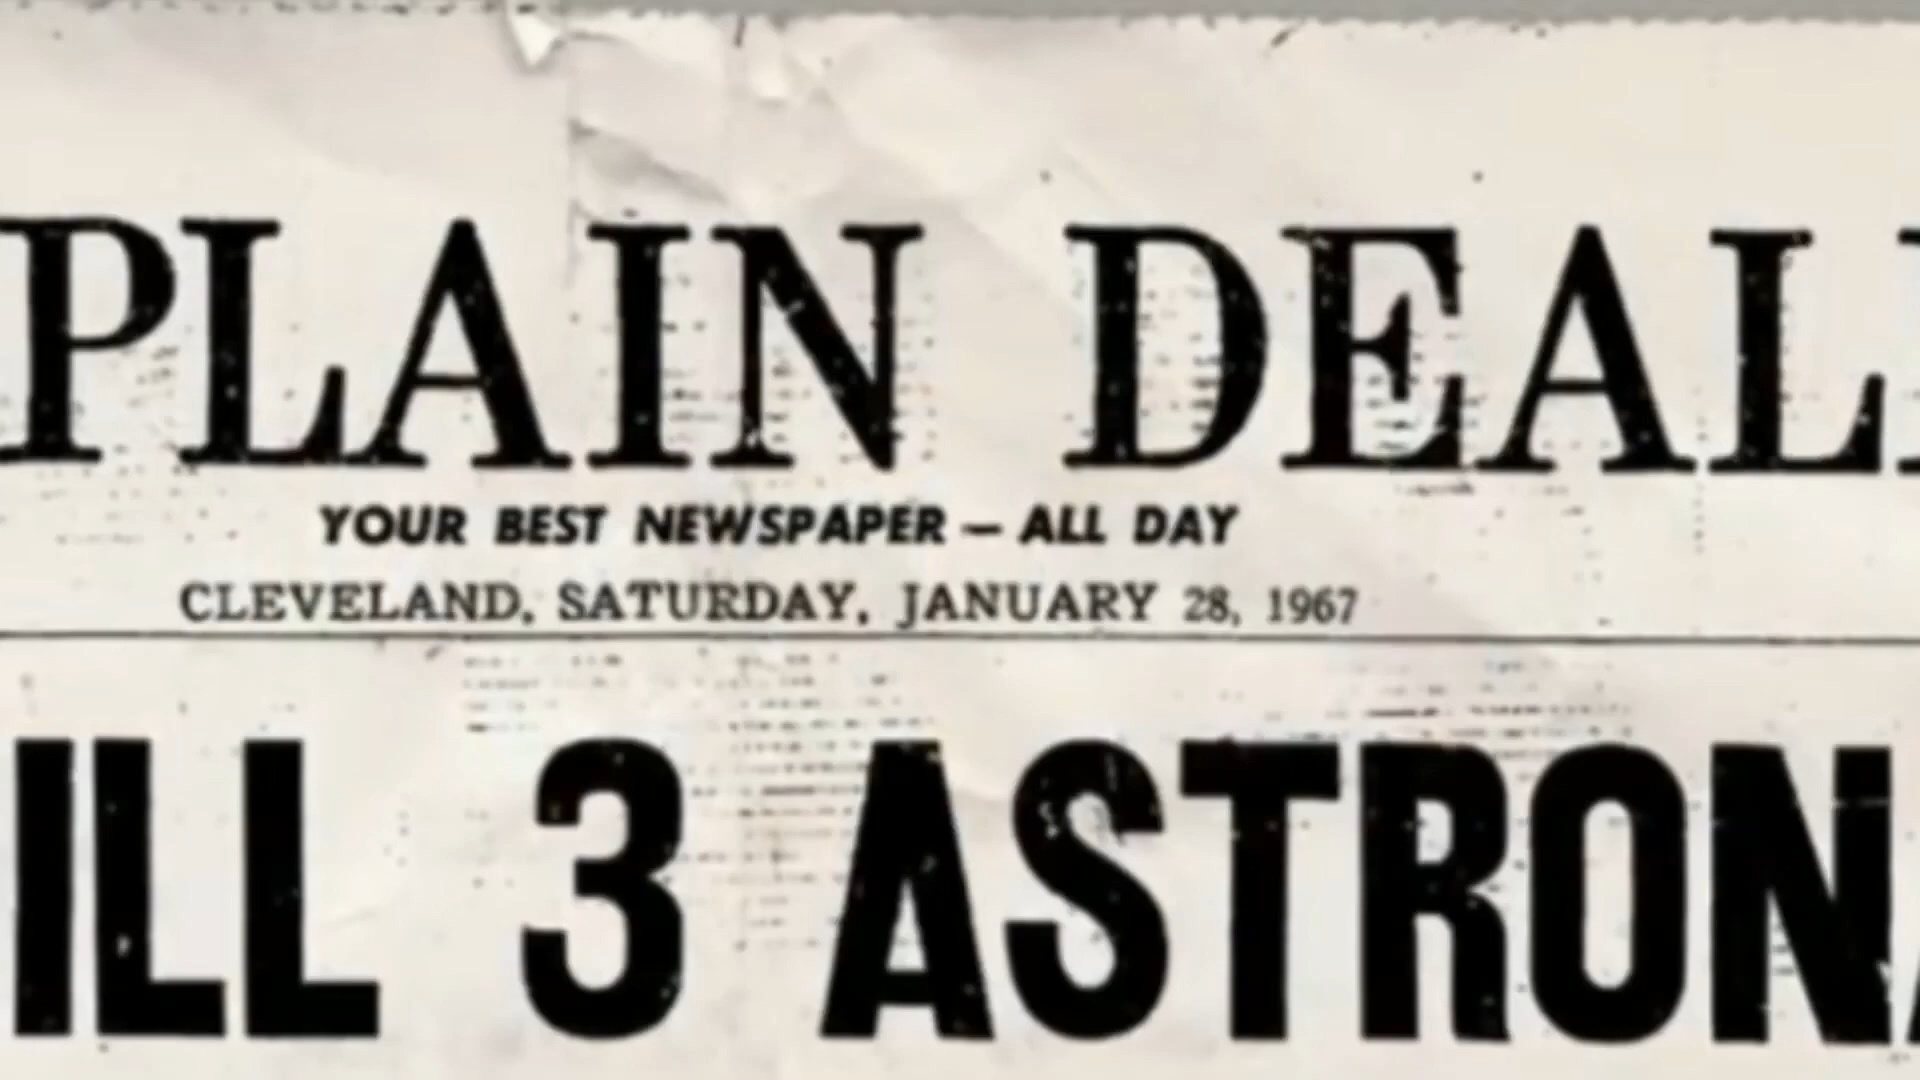 PLAIN DEAL
YOUR BEST NEWSPAPER — ALL DAY
CLEVELAND, SATURDAY, JANUARY 28, 1967
ILL 3 ASTRON